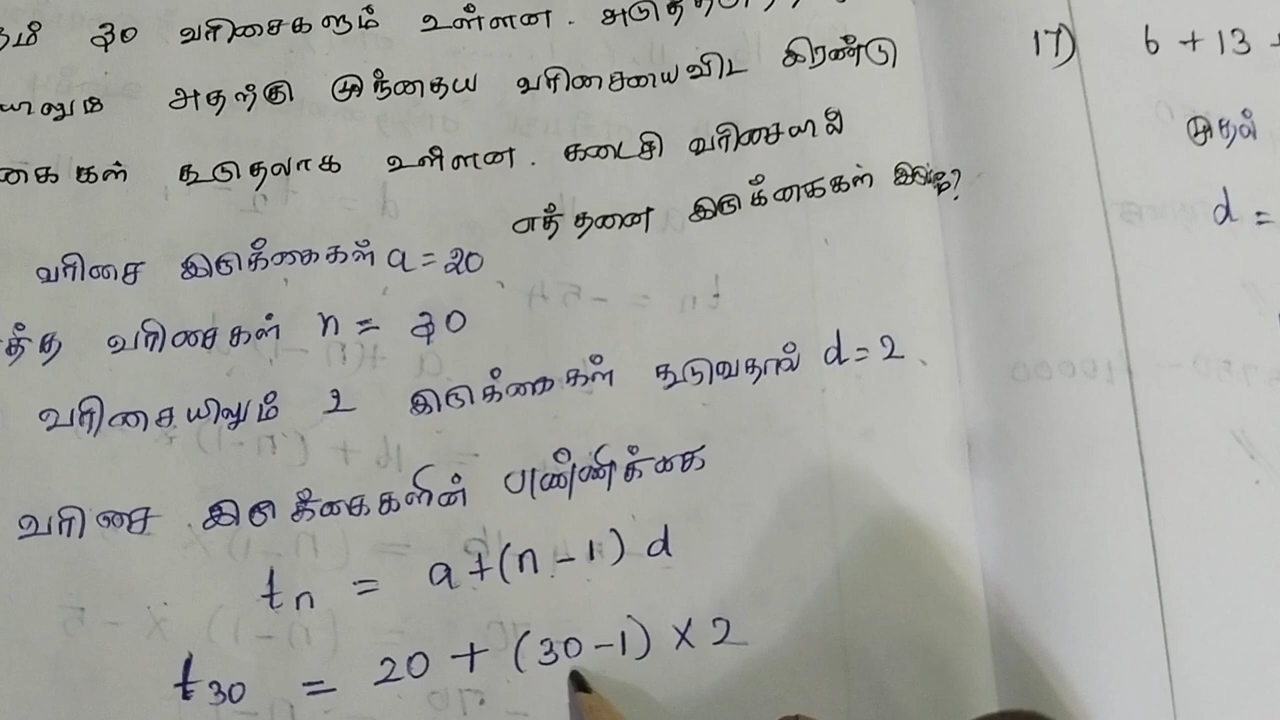 30 வரிசைகளும் உள்ளன.
அதற்கு முந்தைய வரிசையைவிட இரண்டு
கூடுதலாக உள்ளன. கடைசி வரிசையில்
எத்தனை இருக்கைகள்
வரிசை இருக்கைகள் a = 20
வரிசைகள் n = 30
வரிசையிலும் 2 இருக்கைகள் கூடுவதால் d = 2
வரிசை இருக்கைகளின் எண்ணிக்கை
tn = a + (n - 1) d
t30 = 20 + (30 - 1) × 2
17) 6 + 13 +
முதல்
d =